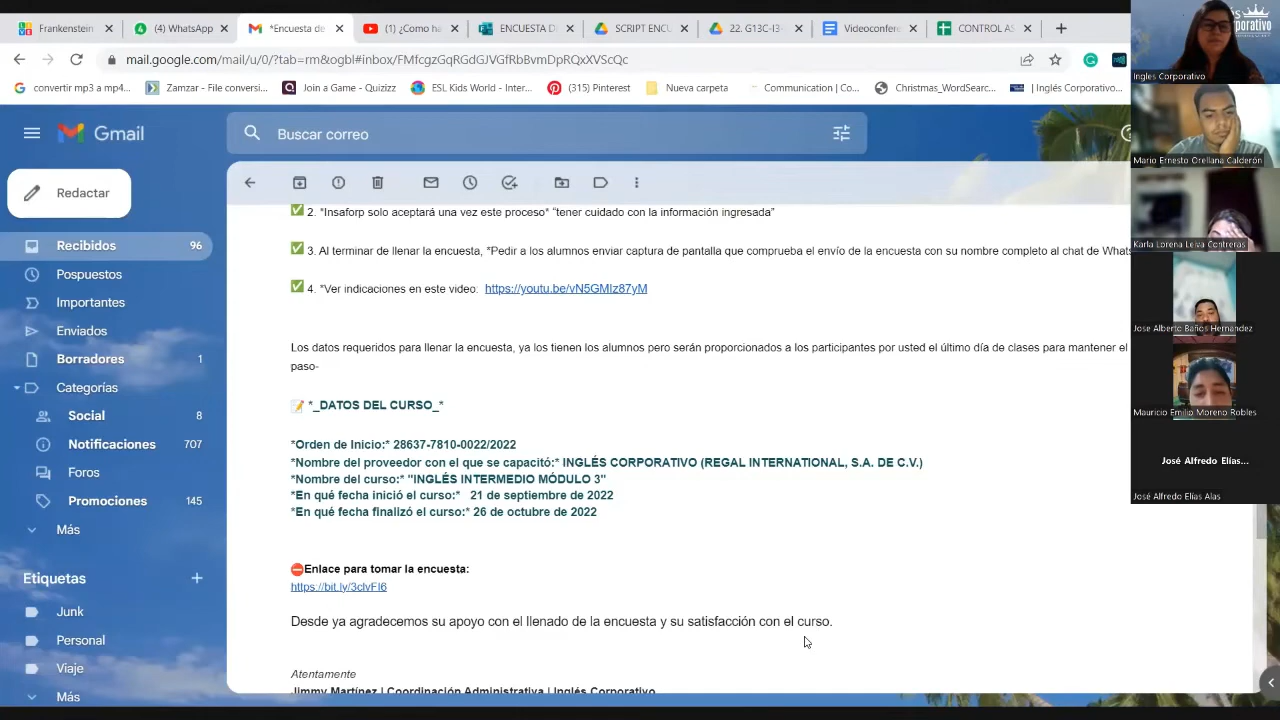 Frankenstein
(4) WhatsApp
*Encuesta de
(1) ¿Como ha
ENCUESTA D
SCRIPT ENCU
22. G13C-I3
Videoconfere
CONTROL AS
mail.google.com/mail/u/0/?tab=rm&ogbl#inbox/FMfcgzGqRGdGJVGfRbBvmDpRQxXVScQc
convertir mp3 a mp4...
Zamzar - File conversi...
Join a Game - Quizizz
ESL Kids World - Inter...
(315) Pinterest
Nueva carpeta
Communication | Co...
Christmas_WordSearc...
| Inglés Corporativo...
Gmail
Buscar correo
Redactar
Recibidos 96
Pospuestos
Importantes
Enviados
Borradores 1
Categorías
Social 8
Notificaciones 707
Foros
Promociones 145
Más
Etiquetas
Junk
Personal
Viaje
Más
2. *Insaforp solo aceptará una vez este proceso* “tener cuidado con la información ingresada”
3. Al terminar de llenar la encuesta, *Pedir a los alumnos enviar captura de pantalla que comprueba el envío de la encuesta con su nombre completo al chat de Whats
4. *Ver indicaciones en este video: https://youtu.be/vN5GMIz87yM
Los datos requeridos para llenar la encuesta, ya los tienen los alumnos pero serán proporcionados a los participantes por usted el último día de clases para mantener el
paso-
*_DATOS DEL CURSO_*
*Orden de Inicio:* 28637-7810-0022/2022
*Nombre del proveedor con el que se capacitó:* INGLÉS CORPORATIVO (REGAL INTERNATIONAL, S.A. DE C.V.)
*Nombre del curso:* "INGLÉS INTERMEDIO MÓDULO 3"
*En qué fecha inició el curso:* 21 de septiembre de 2022
*En qué fecha finalizó el curso:* 26 de octubre de 2022
Enlace para tomar la encuesta:
https://bit.ly/3clvFI6
Desde ya agradecemos su apoyo con el llenado de la encuesta y su satisfacción con el curso.
Atentamente
Jimmy Martínez | Coordinación Administrativa | Inglés Corporativo
Ingles Corporativo
Mario Ernesto Orellana Calderón
Karla Lorena Leiva Contreras
Jose Alberto Baños Hernandez
Mauricio Emilio Moreno Robles
José Alfredo Elías...
José Alfredo Elías Alas